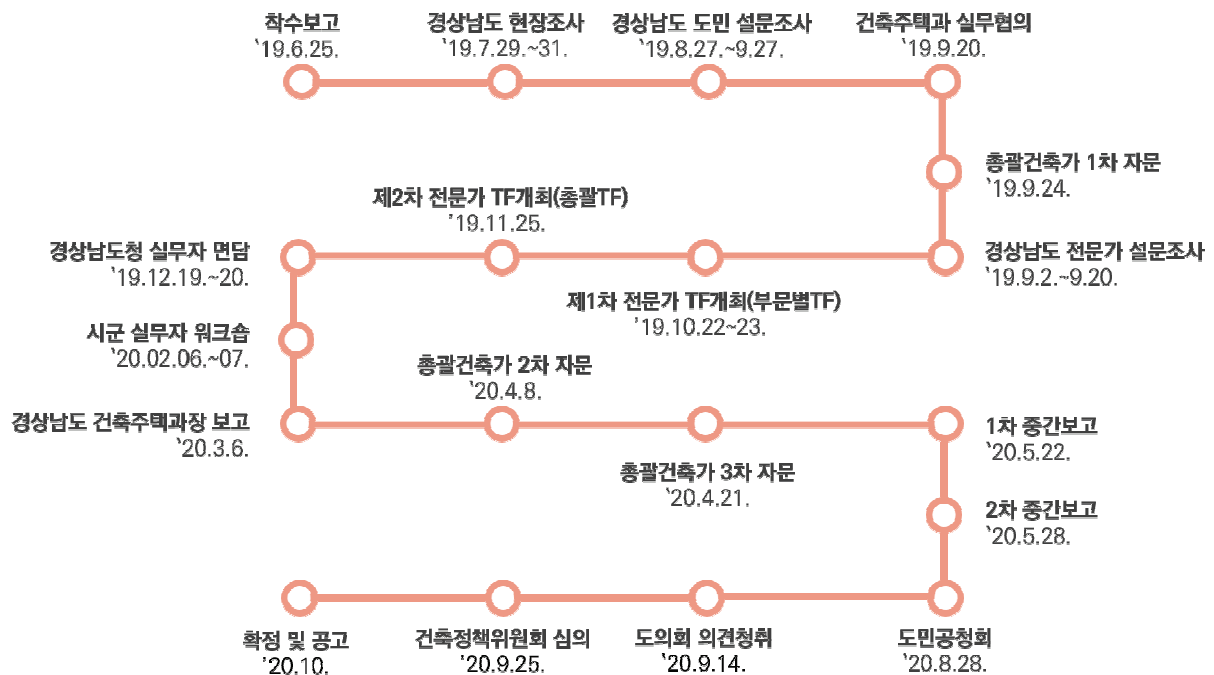 착수보고
‘19.6.25.
경상남도 현장조사
‘19.7.29.~31.
경상남도 도민 설문조사
‘19.8.27.~9.27.
건축주택과 실무협의
‘19.9.20.
총괄건축가 1차 자문
‘19.9.24.
경상남도 전문가 설문조사
‘19.9.2.~9.20.
제1차 전문가 TF개최(부문별TF)
’19.10.22~23.
제2차 전문가 TF개최(총괄TF)
’19.11.25.
경상남도청 실무자 면담
‘19.12.19.~20.
시군 실무자 워크숍
‘20.02.06.~07.
경상남도 건축주택과장 보고
‘20.3.6.
총괄건축가 2차 자문
‘20.4.8.
총괄건축가 3차 자문
‘20.4.21.
1차 중간보고
‘20.5.22.
2차 중간보고
‘20.5.28.
도민공청회
‘20.8.28.
도의회 의견청취
‘20.9.14.
건축정책위원회 심의
‘20.9.25.
확정 및 공고
’20.10.